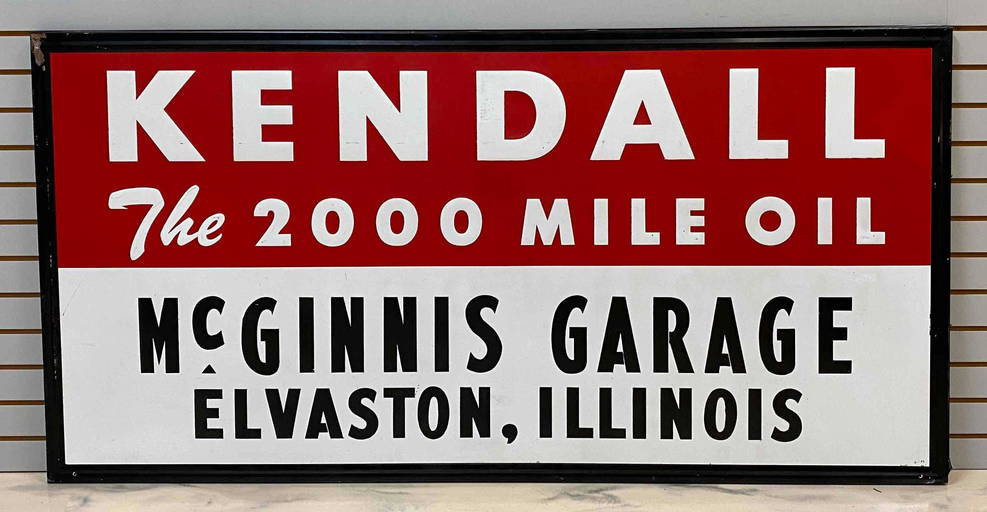 KENDALL
The 2000 MILE OIL
McGINNIS GARAGE
ELVASTON, ILLINOIS